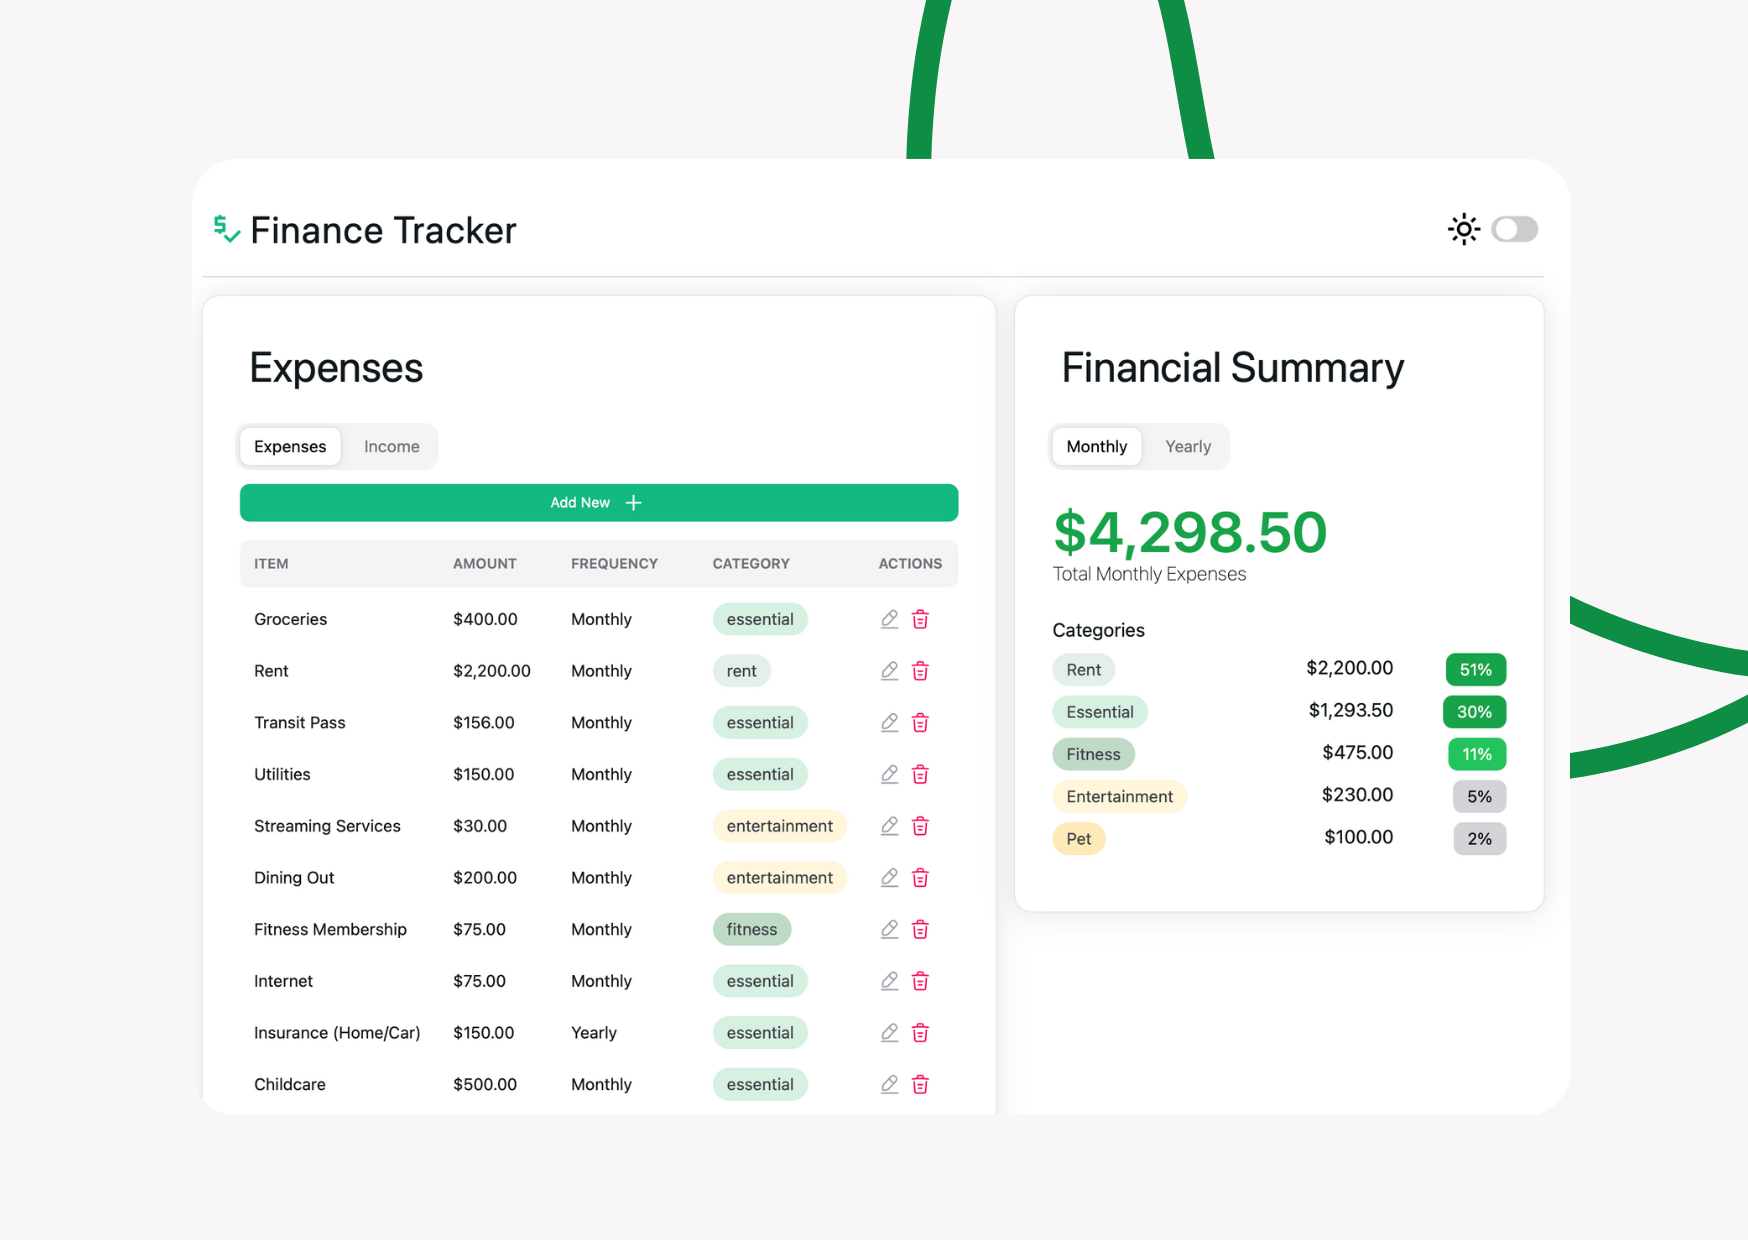 Finance Tracker
Expenses
Expenses Income
Add New +
ITEM AMOUNT FREQUENCY CATEGORY ACTIONS
Groceries $400.00 Monthly essential
Rent $2,200.00 Monthly rent
Transit Pass $156.00 Monthly essential
Utilities $150.00 Monthly essential
Streaming Services $30.00 Monthly entertainment
Dining Out $200.00 Monthly entertainment
Fitness Membership $75.00 Monthly fitness
Internet $75.00 Monthly essential
Insurance (Home/Car) $150.00 Yearly essential
Childcare $500.00 Monthly essential
Financial Summary
Monthly Yearly
$4,298.50
Total Monthly Expenses
Categories
Rent $2,200.00 51%
Essential $1,293.50 30%
Fitness $475.00 11%
Entertainment $230.00 5%
Pet $100.00 2%